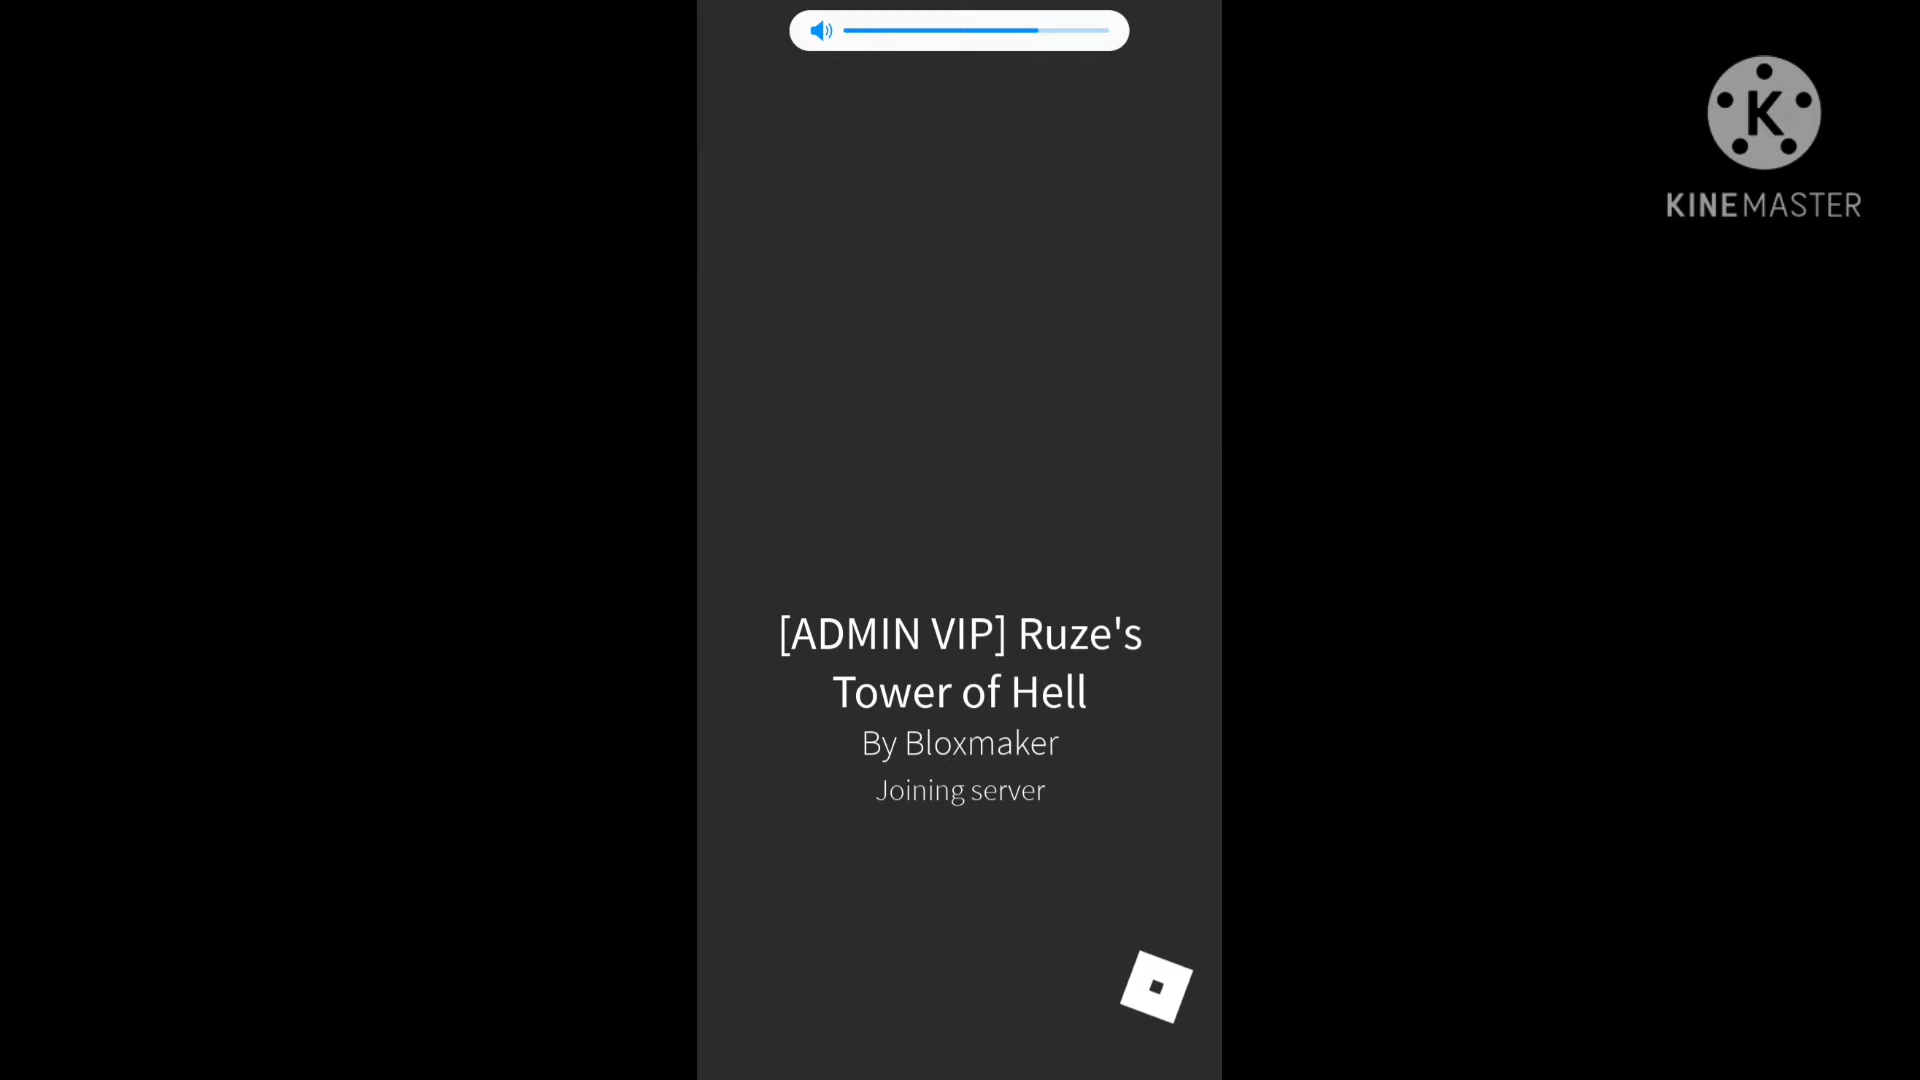 K
KINEMASTER
[ADMIN VIP] Ruze's
Tower of Hell
By Bloxmaker
Joining server